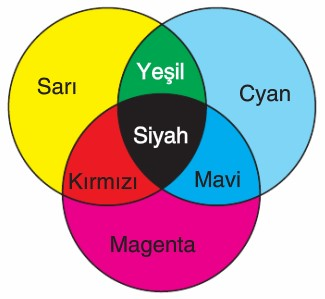 Yeşil
Sarı
Cyan
Siyah
Kırmızı
Mavi
Magenta